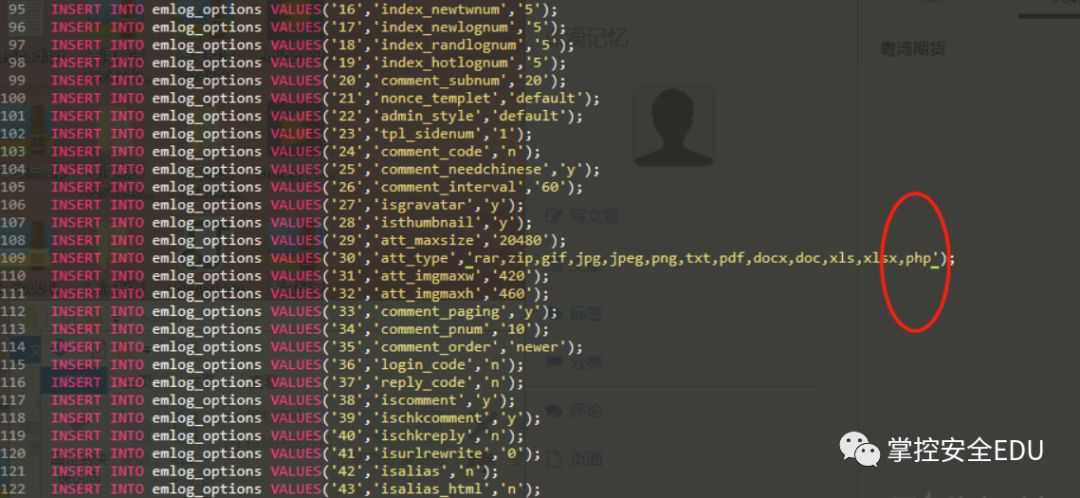 95 INSERT INTO emlog_options VALUES('16','index_newtwnum','5');
96 INSERT INTO emlog_options VALUES('17','index_newlognum','5');
97 INSERT INTO emlog_options VALUES('18','index_randlognum','5');
98 INSERT INTO emlog_options VALUES('19','index_hotlognum','5');
99 INSERT INTO emlog_options VALUES('20','comment_subnum','20');
100 INSERT INTO emlog_options VALUES('21','nonce_templet','default');
101 INSERT INTO emlog_options VALUES('22','admin_style','default');
102 INSERT INTO emlog_options VALUES('23','tpl_sidenum','1');
103 INSERT INTO emlog_options VALUES('24','comment_code','n');
104 INSERT INTO emlog_options VALUES('25','comment_needchinese','y');
105 INSERT INTO emlog_options VALUES('26','comment_interval','60');
106 INSERT INTO emlog_options VALUES('27','isgravatar','y');
107 INSERT INTO emlog_options VALUES('28','isthumbnail','y');
108 INSERT INTO emlog_options VALUES('29','att_maxsize','20480');
109 INSERT INTO emlog_options VALUES('30','att_type','rar,zip,gif,jpg,jpeg,png,txt,pdf,docx,doc,xls,xlsx,php');
110 INSERT INTO emlog_options VALUES('31','att_imgmaxw','420');
111 INSERT INTO emlog_options VALUES('32','att_imgmaxh','460');
112 INSERT INTO emlog_options VALUES('33','comment_paging','y');
113 INSERT INTO emlog_options VALUES('34','comment_pnum','10');
114 INSERT INTO emlog_options VALUES('35','comment_order','newer');
115 INSERT INTO emlog_options VALUES('36','login_code','n');
116 INSERT INTO emlog_options VALUES('37','reply_code','n');
117 INSERT INTO emlog_options VALUES('38','iscomment','y');
118 INSERT INTO emlog_options VALUES('39','ischkcomment','y');
119 INSERT INTO emlog_options VALUES('40','ischkreply','n');
120 INSERT INTO emlog_options VALUES('41','isurlrewrite','0');
121 INSERT INTO emlog_options VALUES('42','isalias','n');
122 INSERT INTO emlog_options VALUES('43','isalias_html','n');
滴记忆
粤湾期货
写文章
标签
分类
评论
页面
掌控安全EDU